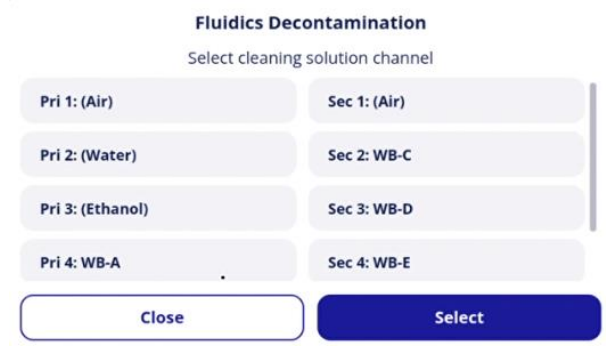 Fluidics Decontamination
Select cleaning solution channel
Pri 1: (Air)
Sec 1: (Air)
Pri 2: (Water)
Sec 2: WB-C
Pri 3: (Ethanol)
Sec 3: WB-D
Pri 4: WB-A
Sec 4: WB-E
Close
Select